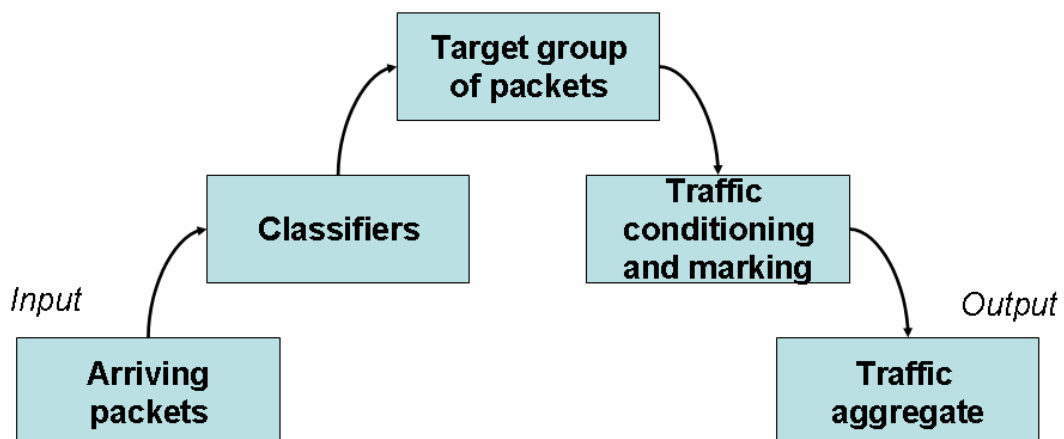 Target group
of packets
Classifiers
Traffic
conditioning
and marking
Input
Output
Arriving
packets
Traffic
aggregate